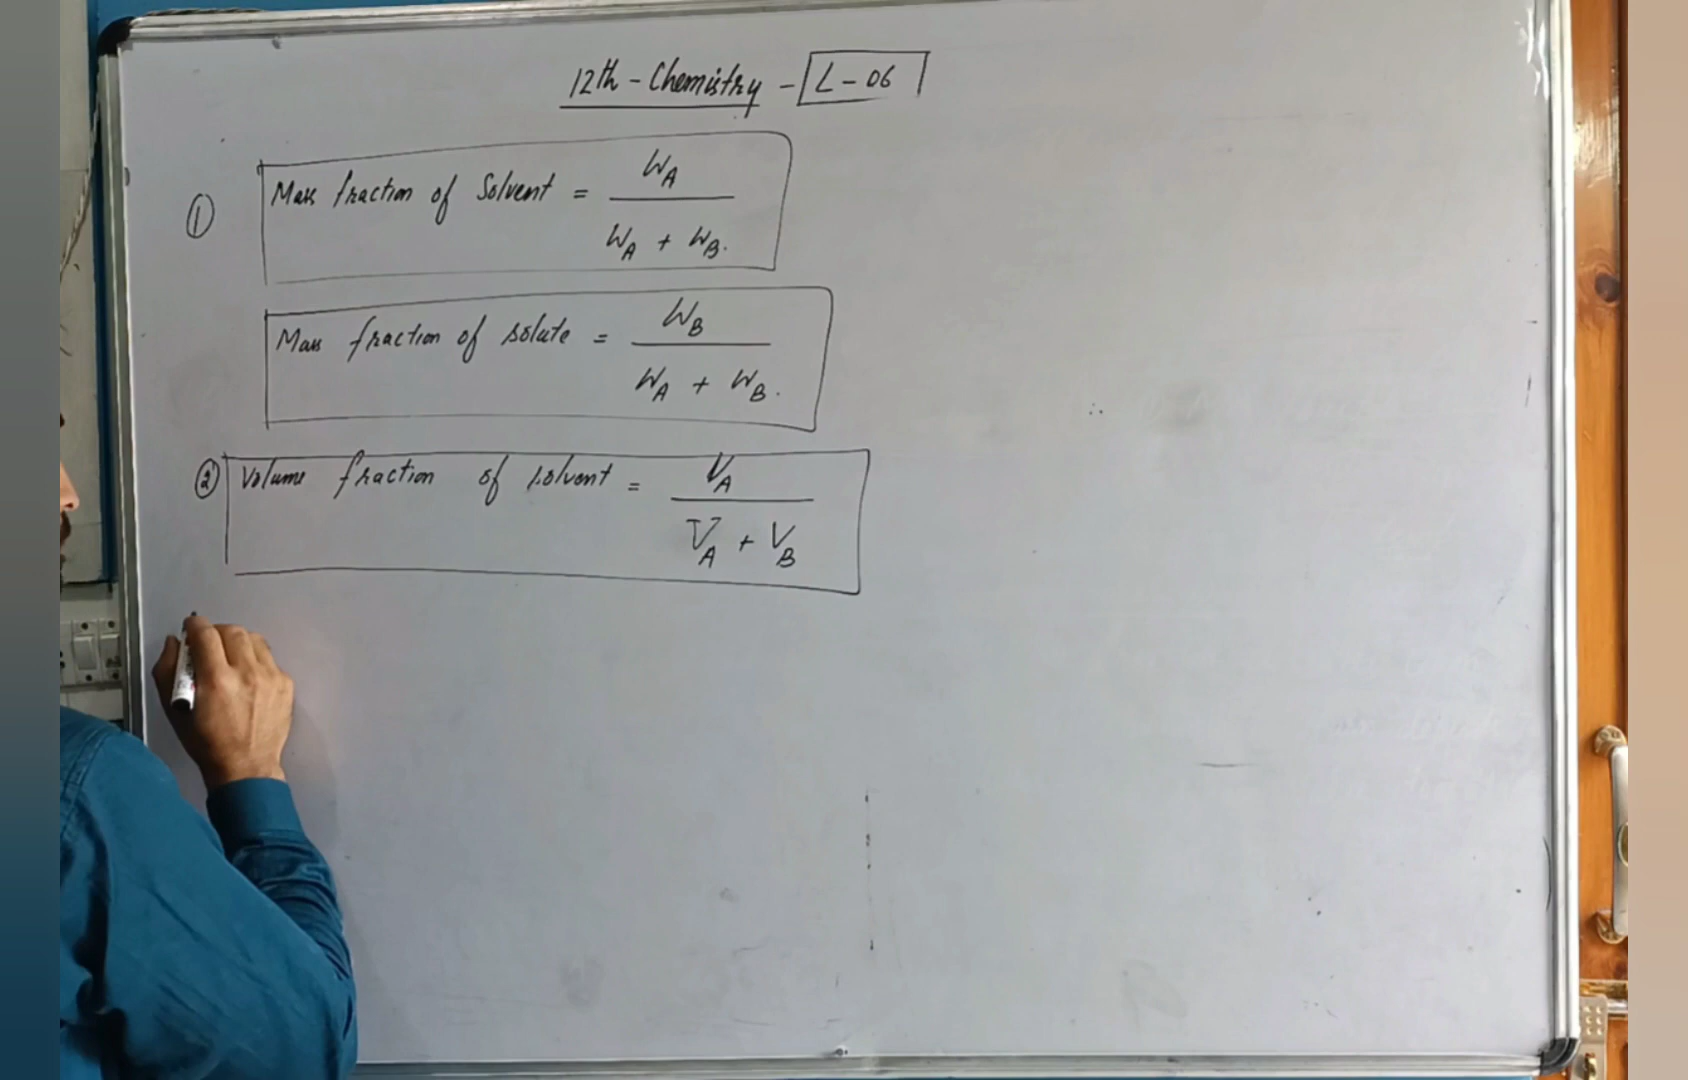 12th - Chemistry - L - 06
① Mass fraction of Solvent = W_A / W_A + W_B.
Mass fraction of solute = W_B / W_A + W_B.
② Volume fraction of solvent = V_A / V_A + V_B